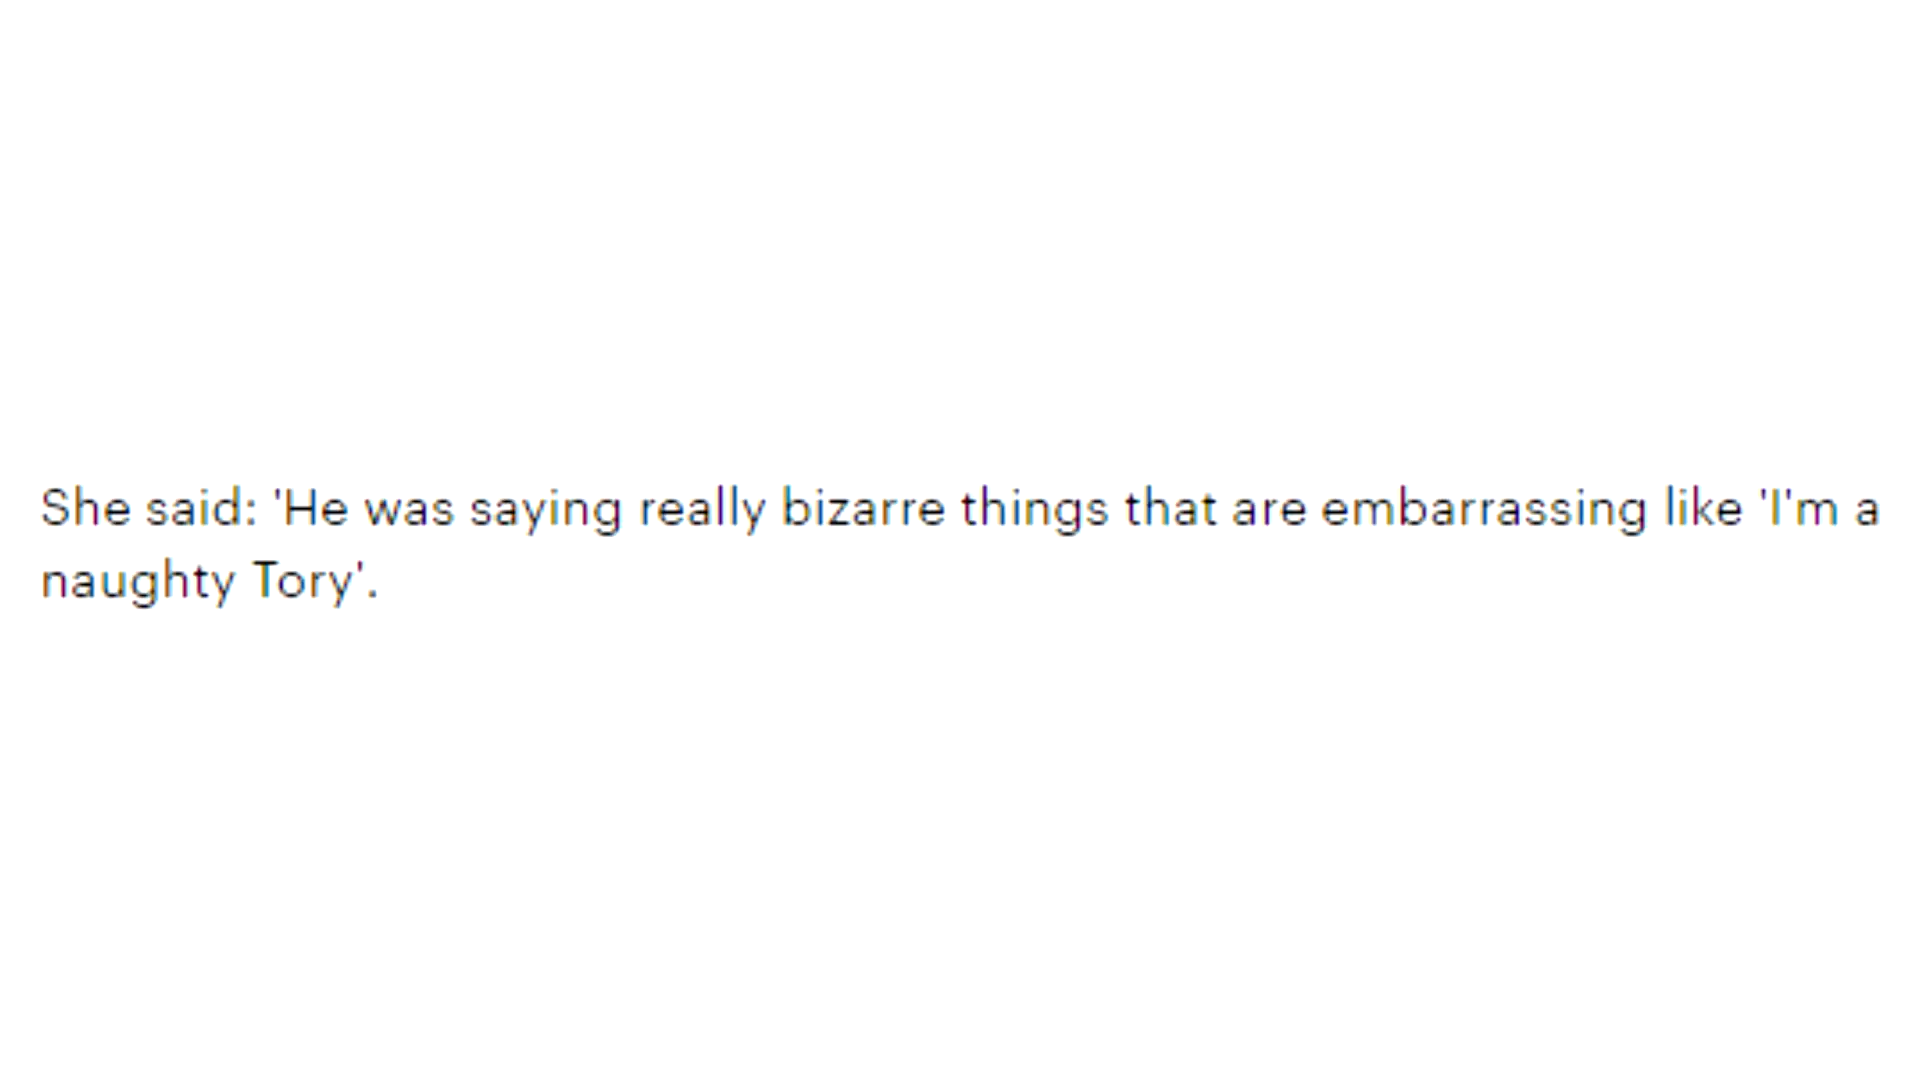 She said: 'He was saying really bizarre things that are embarrassing like 'I'm a
naughty Tory'.